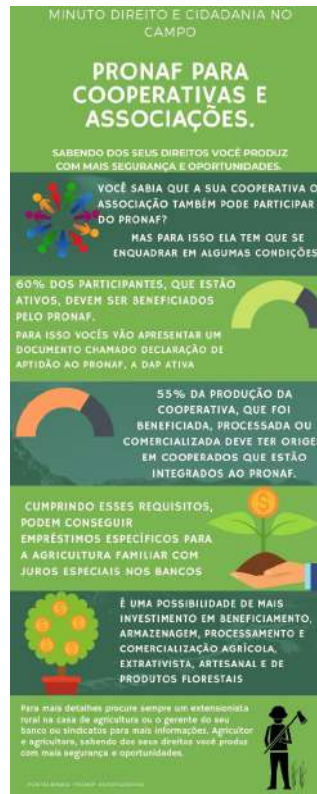 MINUTO DIREITO E CIDADANIA NO
CAMPO
PRONAF PARA
COOPERATIVAS E
ASSOCIAÇÕES.
SABENDO DOS SEUS DIREITOS VOCÊ PRODUZ
COM MAIS SEGURANÇA E OPORTUNIDADES.
VOCÊ SABIA QUE A SUA COOPERATIVA O
ASSOCIAÇÃO TAMBÉM PODE PARTICIPAR
DO PRONAF?
MAS PARA ISSO ELA TEM QUE SE
ENQUADRAR EM ALGUMAS CONDIÇÕES
60% DOS PARTICIPANTES, QUE ESTÃO
ATIVOS, DEVEM SER BENEFICIADOS
PELO PRONAF.
PARA ISSO VOCÊS VÃO APRESENTAR UM
DOCUMENTO CHAMADO DECLARAÇÃO DE
APTIDÃO AO PRONAF, A DAP ATIVA
55% DA PRODUÇÃO DA
COOPERATIVA, QUE FOI
BENEFICIADA, PROCESSADA OU
COMERCIALIZADA DEVE TER ORIGE
EM COOPERADOS QUE ESTÃO
INTEGRADOS AO PRONAF.
CUMPRINDO ESSES REQUISITOS,
PODEM CONSEGUIR
EMPRÉSTIMOS ESPECÍFICOS PARA
A AGRICULTURA FAMILIAR COM
JUROS ESPECIAIS NOS BANCOS
É UMA POSSIBILIDADE DE MAIS
INVESTIMENTO EM BENEFICIAMENTO,
ARMAZENAGEM, PROCESSAMENTO E
COMERCIALIZAÇÃO AGRÍCOLA,
EXTRATIVISTA, ARTESANAL E DE
PRODUTOS FLORESTAIS
Para mais detalhes procure sempre um extensionista
rural na casa de agricultura ou o gerente do seu
banco ou sindicatos para mais informações. Agricultor
e agricultora, sabendo dos seus direitos você produz
com mais segurança e oportunidades.